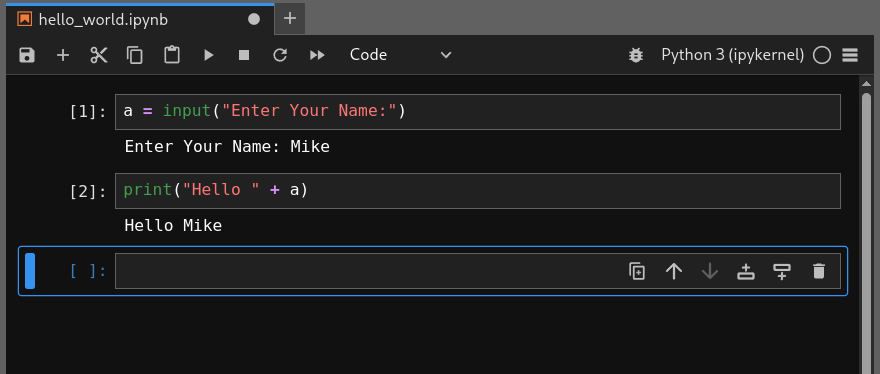 hello_world.ipynb
Code Python 3 (ipykernel)
[1]: a = input("Enter Your Name:")
Enter Your Name: Mike
[2]: print("Hello " + a)
Hello Mike
[ ]: